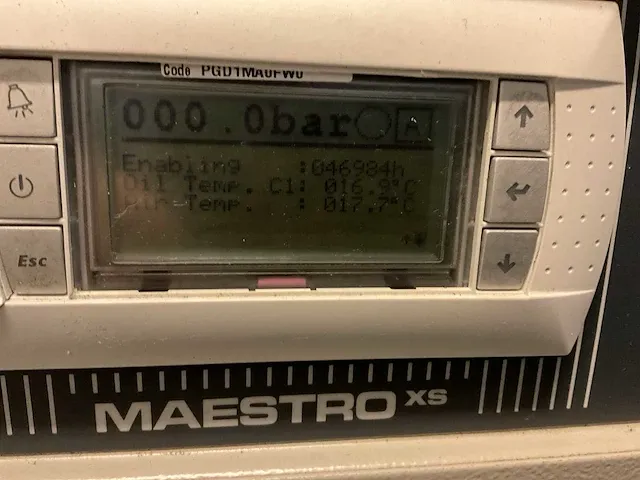 Code PGD1MA0FW0
000.0bar A
Enabling :046984h
Oil Temp. C1: 016.9°C
Air Temp. : 017.7°C
Esc
MAESTRO XS